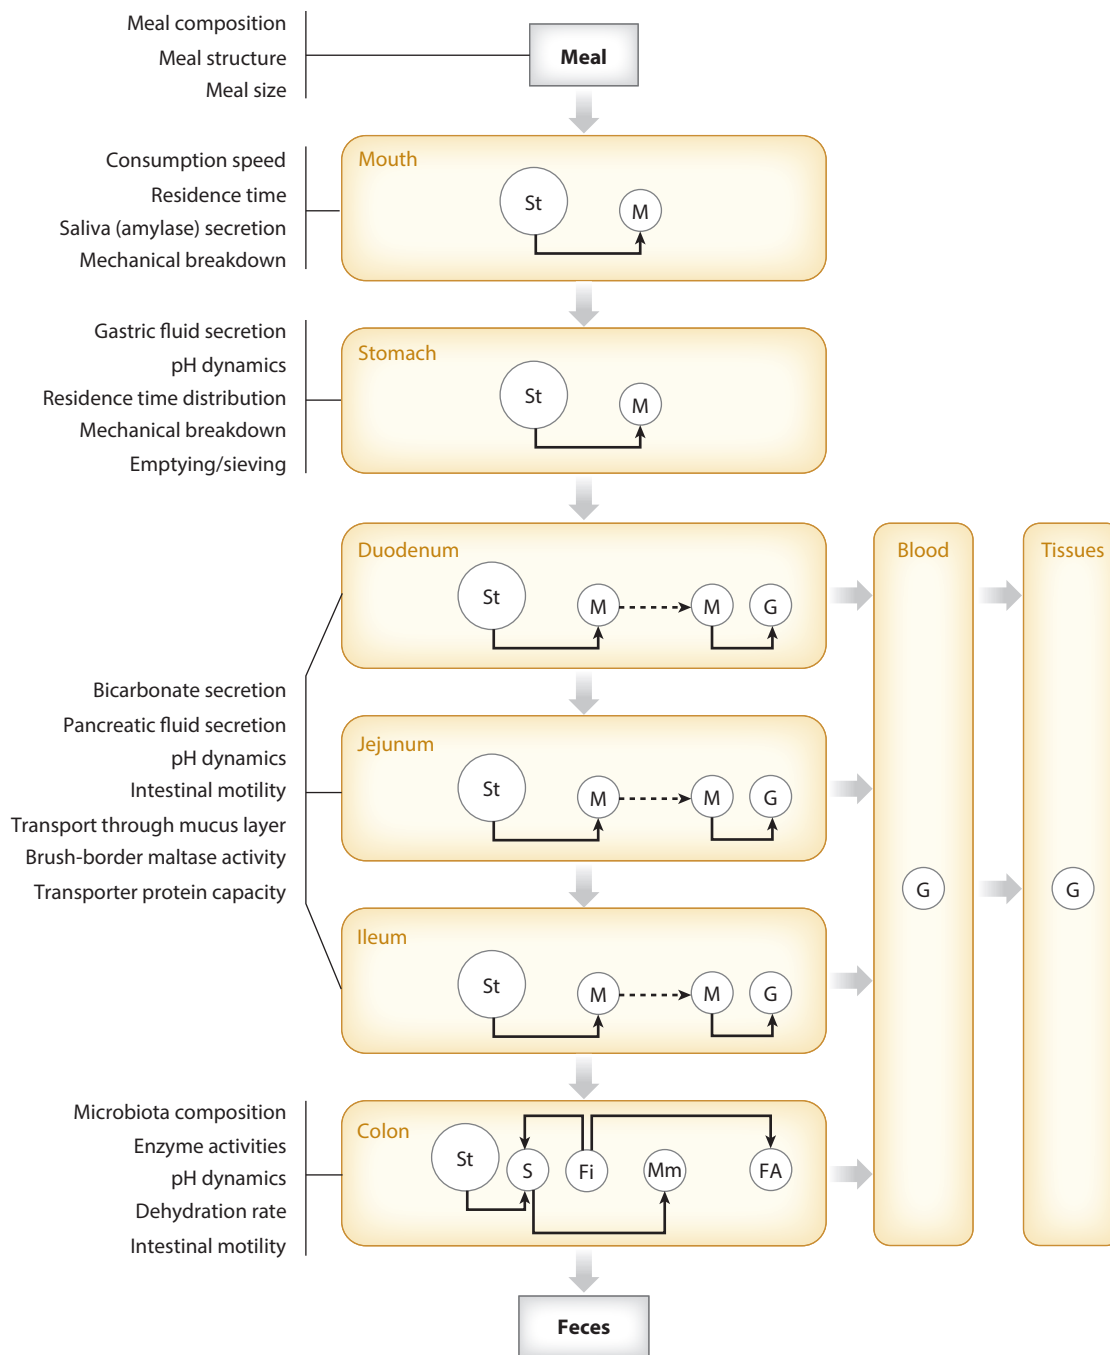 Meal composition
Meal structure
Meal size
Meal
Consumption speed
Residence time
Saliva (amylase) secretion
Mechanical breakdown
Mouth
St
M
Gastric fluid secretion
pH dynamics
Residence time distribution
Mechanical breakdown
Emptying/sieving
Stomach
St
M
Bicarbonate secretion
Pancreatic fluid secretion
pH dynamics
Intestinal motility
Transport through mucus layer
Brush-border maltase activity
Transporter protein capacity
Duodenum
St
M
M
G
Jejunum
St
M
M
G
Ileum
St
M
M
G
Blood
G
Tissues
G
Microbiota composition
Enzyme activities
pH dynamics
Dehydration rate
Intestinal motility
Colon
St
S
Fi
Mm
FA
Feces